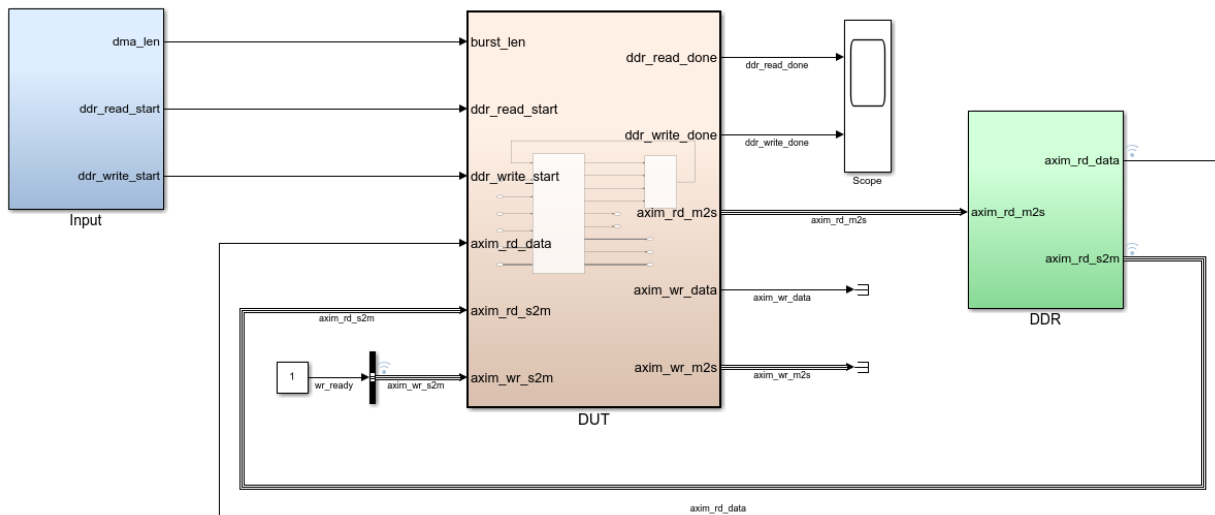 dma_len
ddr_read_start
ddr_write_start
Input
burst_len
ddr_read_start
ddr_write_start
axim_rd_data
axim_rd_s2m
axim_wr_s2m
ddr_read_done
ddr_write_done
axim_rd_m2s
axim_wr_data
axim_wr_m2s
DUT
ddr_read_done
ddr_write_done
axim_rd_m2s
axim_wr_data
axim_wr_m2s
Scope
axim_rd_m2s
axim_rd_data
axim_rd_s2m
DDR
axim_rd_s2m
1
wr_ready
axim_wr_s2m
axim_rd_data